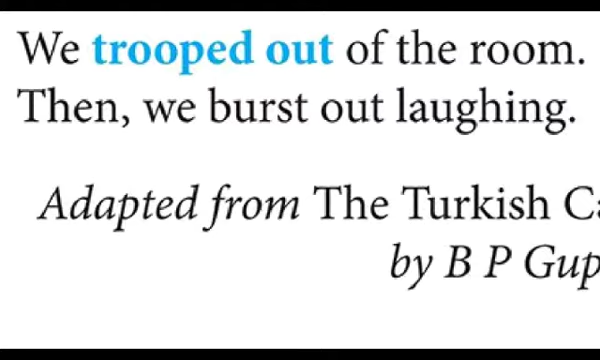 We trooped out of the room.
Then, we burst out laughing.
Adapted from The Turkish
by B P